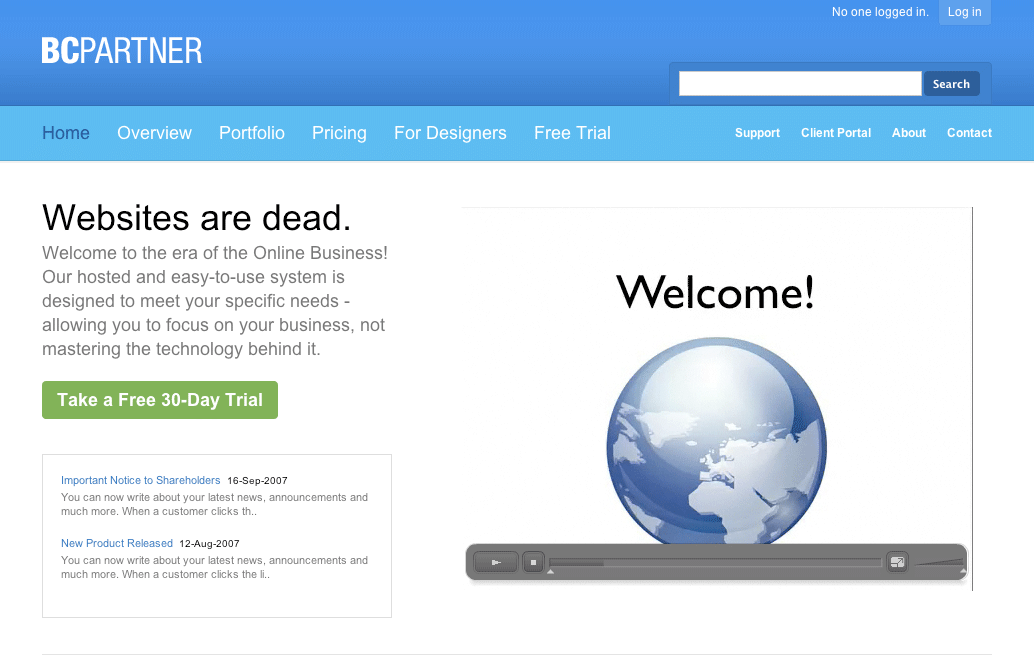 No one logged in. Log in
BCPARTNER
Search
Home Overview Portfolio Pricing For Designers Free Trial Support Client Portal About Contact
Websites are dead.
Welcome to the era of the Online Business!
Our hosted and easy-to-use system is
designed to meet your specific needs -
allowing you to focus on your business, not
mastering the technology behind it.
Take a Free 30-Day Trial
Important Notice to Shareholders 16-Sep-2007
You can now write about your latest news, announcements and
much more. When a customer clicks th..
New Product Released 12-Aug-2007
You can now write about your latest news, announcements and
much more. When a customer clicks the li..
Welcome!